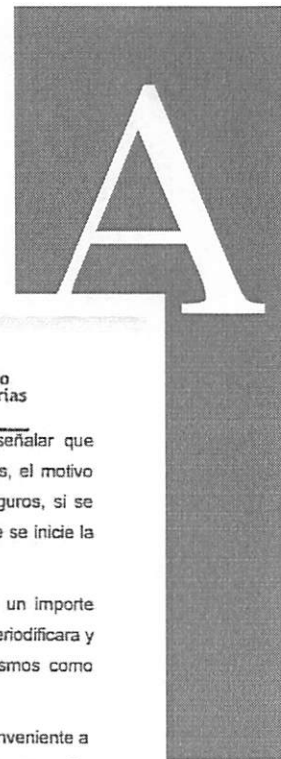 A
o
rias
señalar que
s, el motivo
guros, si se
e se inicie la
un importe
eriodificara y
smos como
nveniente a